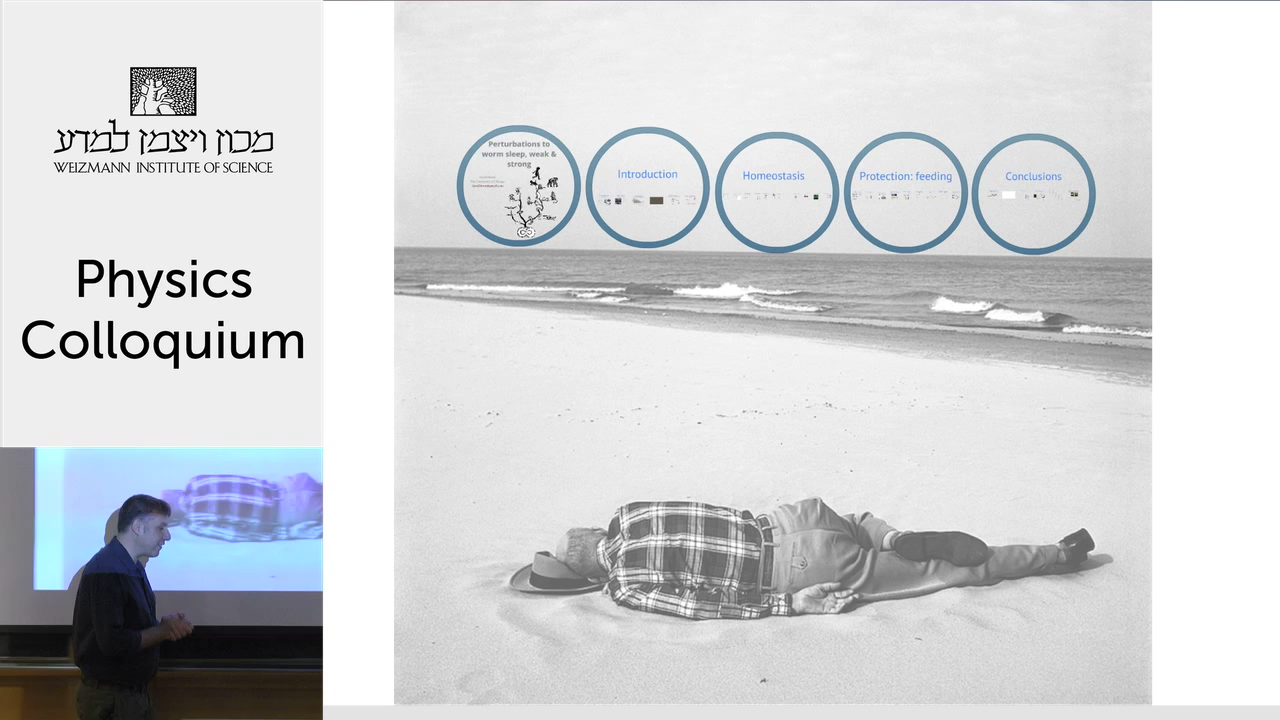 מכון ויצמן למדע
WEIZMANN INSTITUTE OF SCIENCE
Physics
Colloquium
Perturbations to
worm sleep, weak &
strong
Introduction
Homeostasis
Protection: feeding
Conclusions